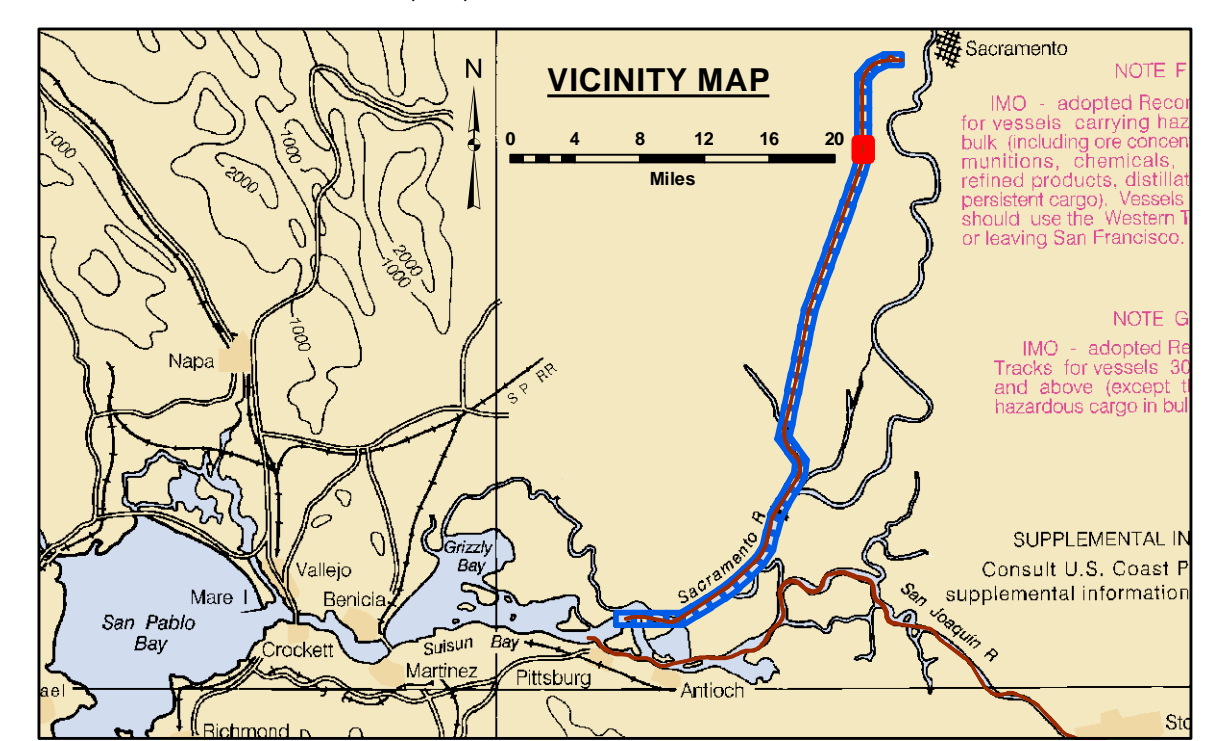 Sacramento
N
VICINITY MAP
0 4 8 12 16 20
Miles
NOTE F
IMO - adopted Recor
for vessels carrying haz
bulk (including ore concen
munitions, chemicals,
refined products, distillat
persistent cargo). Vessels
should use the Western T
or leaving San Francisco.
1000
1000
2000
2000
1000
1000
NOTE G
IMO - adopted Re
Tracks for vessels 30
and above (except t
hazardous cargo in bul
Napa
S P RR
Grizzly
Bay
Sacramento R
SUPPLEMENTAL IN
Consult U.S. Coast P
supplemental information
Vallejo
Mare I
Benicia
San Pablo
Bay
Crockett
Suisun Bay
Martinez
Pittsburg
Antioch
San Joaquin R
ael
Richmond
Sto